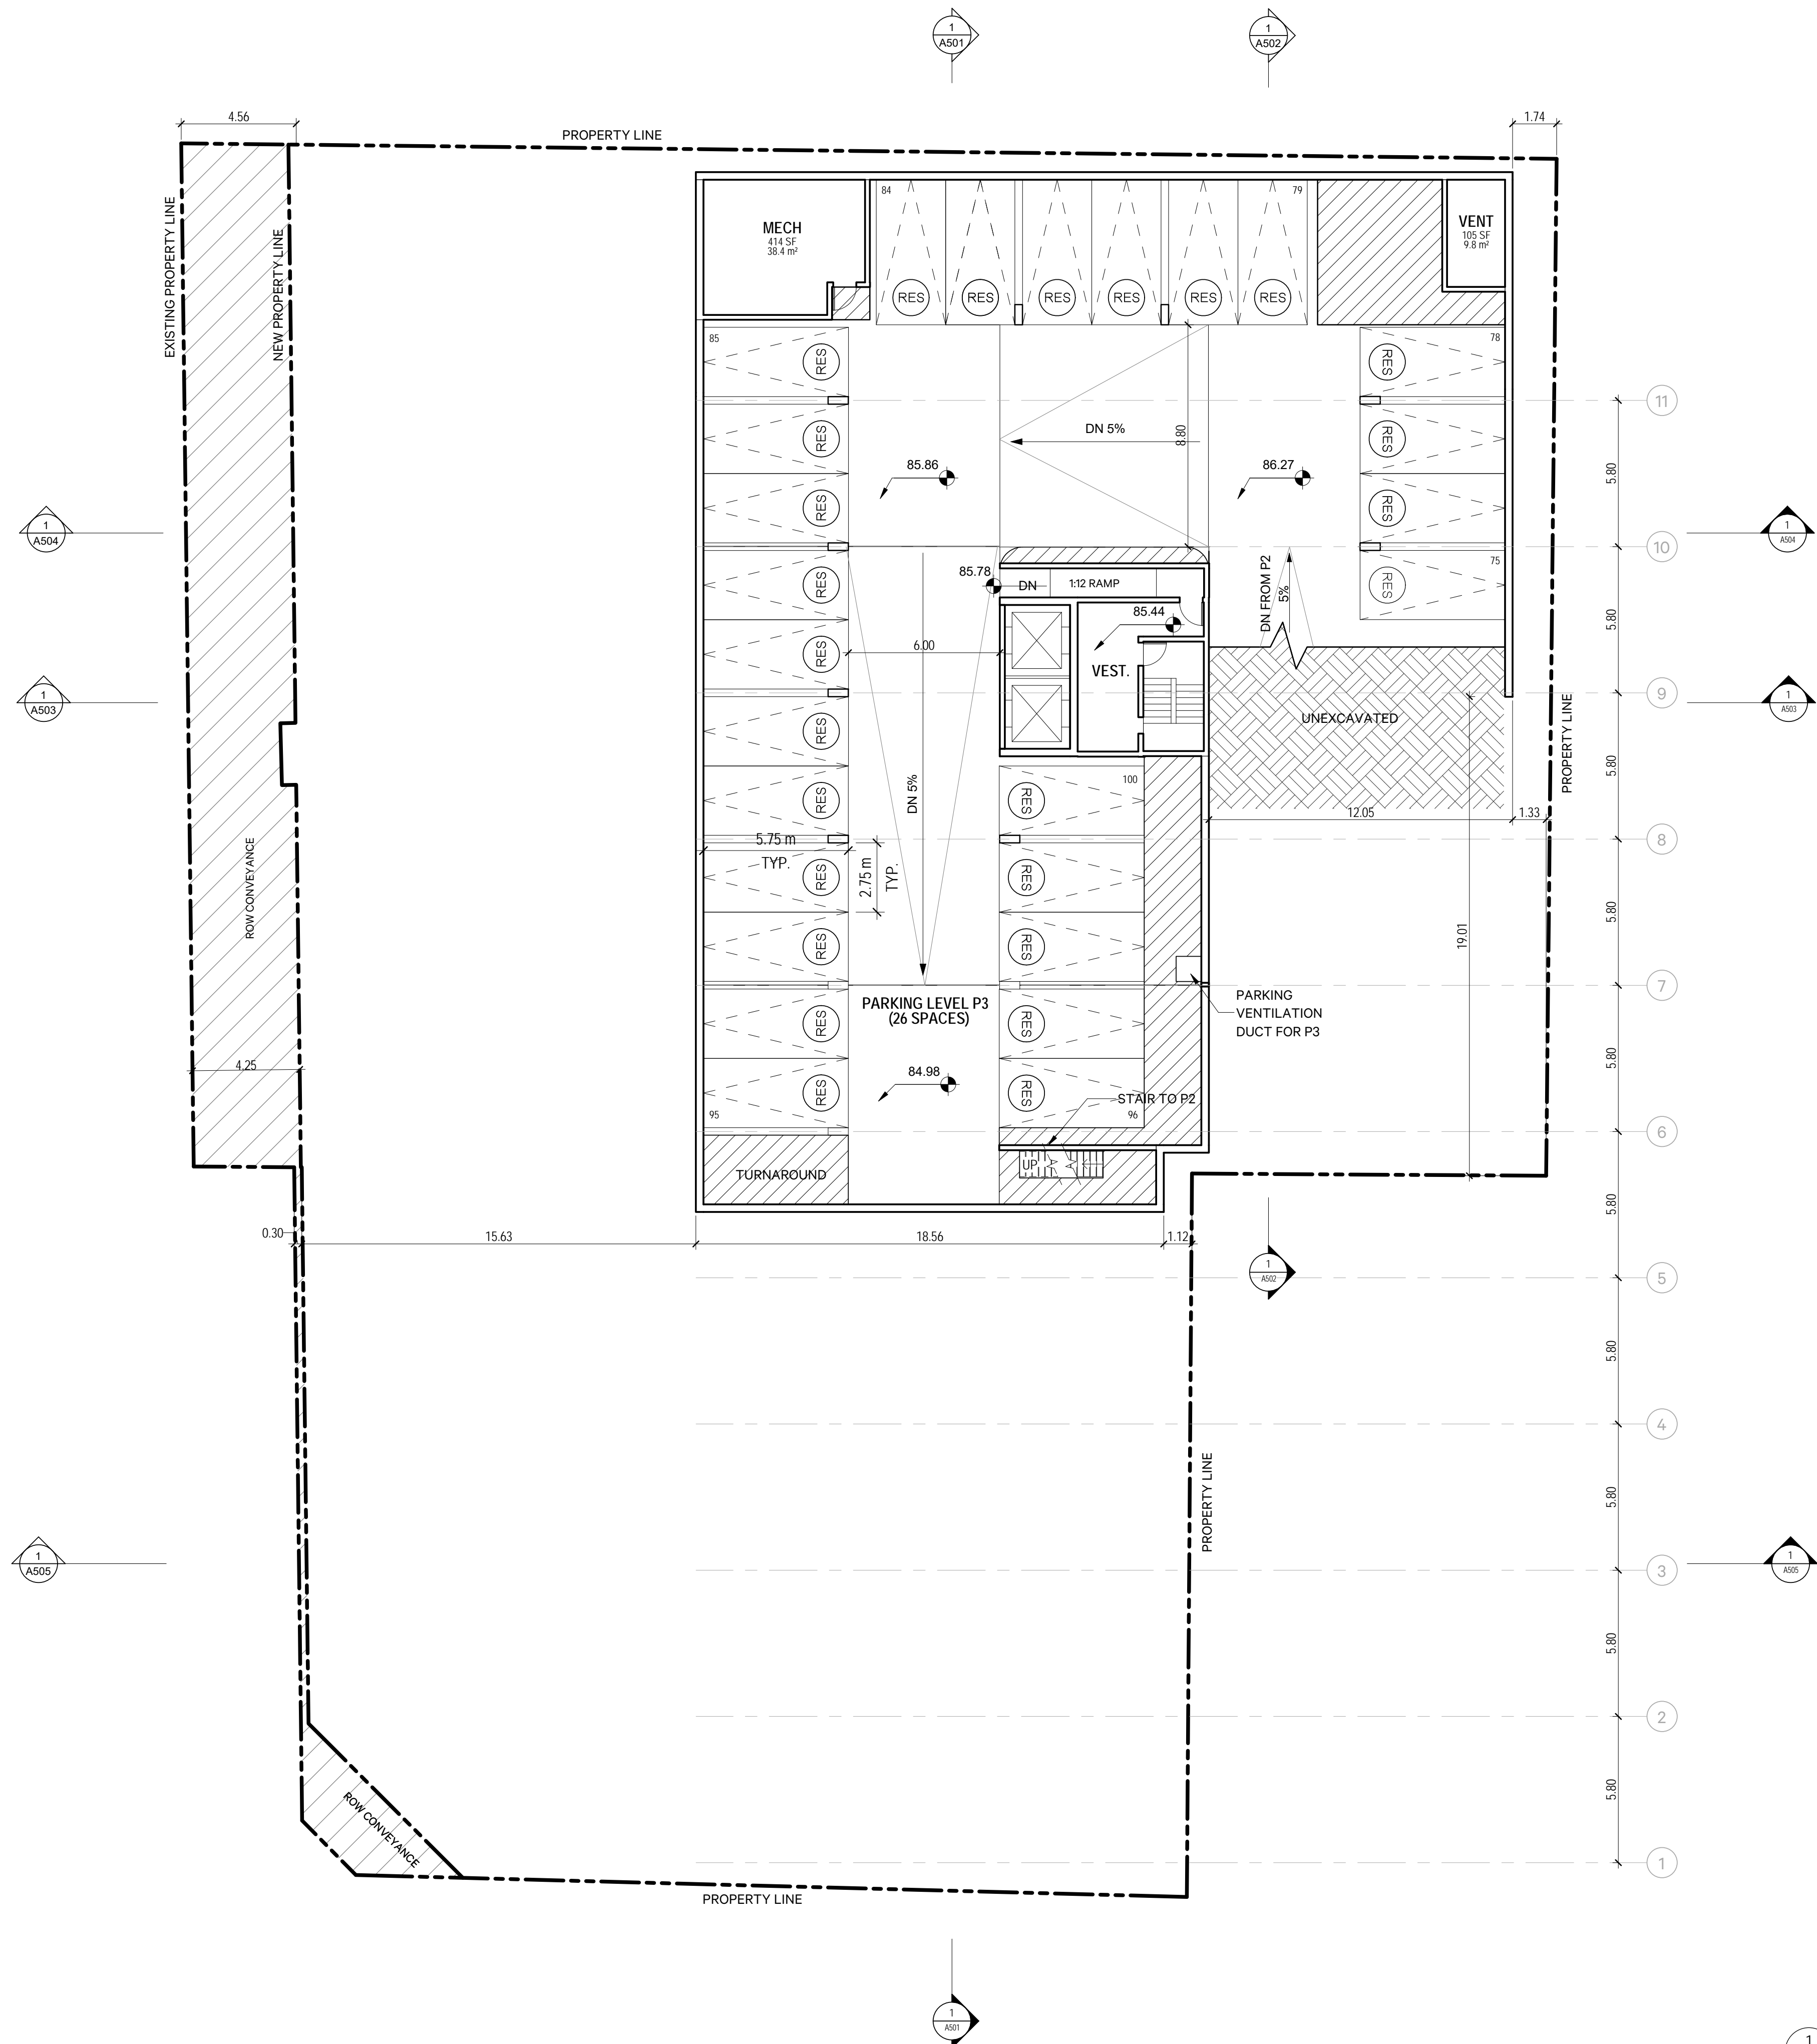 1
A501
1
A502
4.56
PROPERTY LINE
1.74
EXISTING PROPERTY LINE
NEW PROPERTY LINE
MECH
414 SF
38.4 m²
84
79
VENT
105 SF
9.8 m²
RES
RES
RES
RES
RES
RES
85
RES
RES
78
11
RES
RES
DN 5%
8.80
5.80
85.86
86.27
RES
RES
1
A504
1
A504
10
RES
85.78
DN
1:12 RAMP
DN FROM P2
5%
75
RES
5.80
85.44
6.00
RES
VEST.
1
A503
9
1
A503
RES
UNEXCAVATED
PROPERTY LINE
5.80
100
RES
RES
DN 5%
12.05
1.33
5.75 m
TYP.
8
ROW CONVEYANCE
2.75 m
TYP.
RES
RES
5.80
19.01
RES
RES
7
PARKING LEVEL P3
(26 SPACES)
PARKING
VENTILATION
DUCT FOR P3
RES
RES
4.25
84.98
5.80
RES
RES
STAIR TO P2
95
96
6
UP
TURNAROUND
5.80
0.30
15.63
18.56
1.12
1
A502
5
5.80
4
PROPERTY LINE
5.80
1
A505
3
1
A505
5.80
2
ROW CONVEYANCE
5.80
1
PROPERTY LINE
1
A501
1